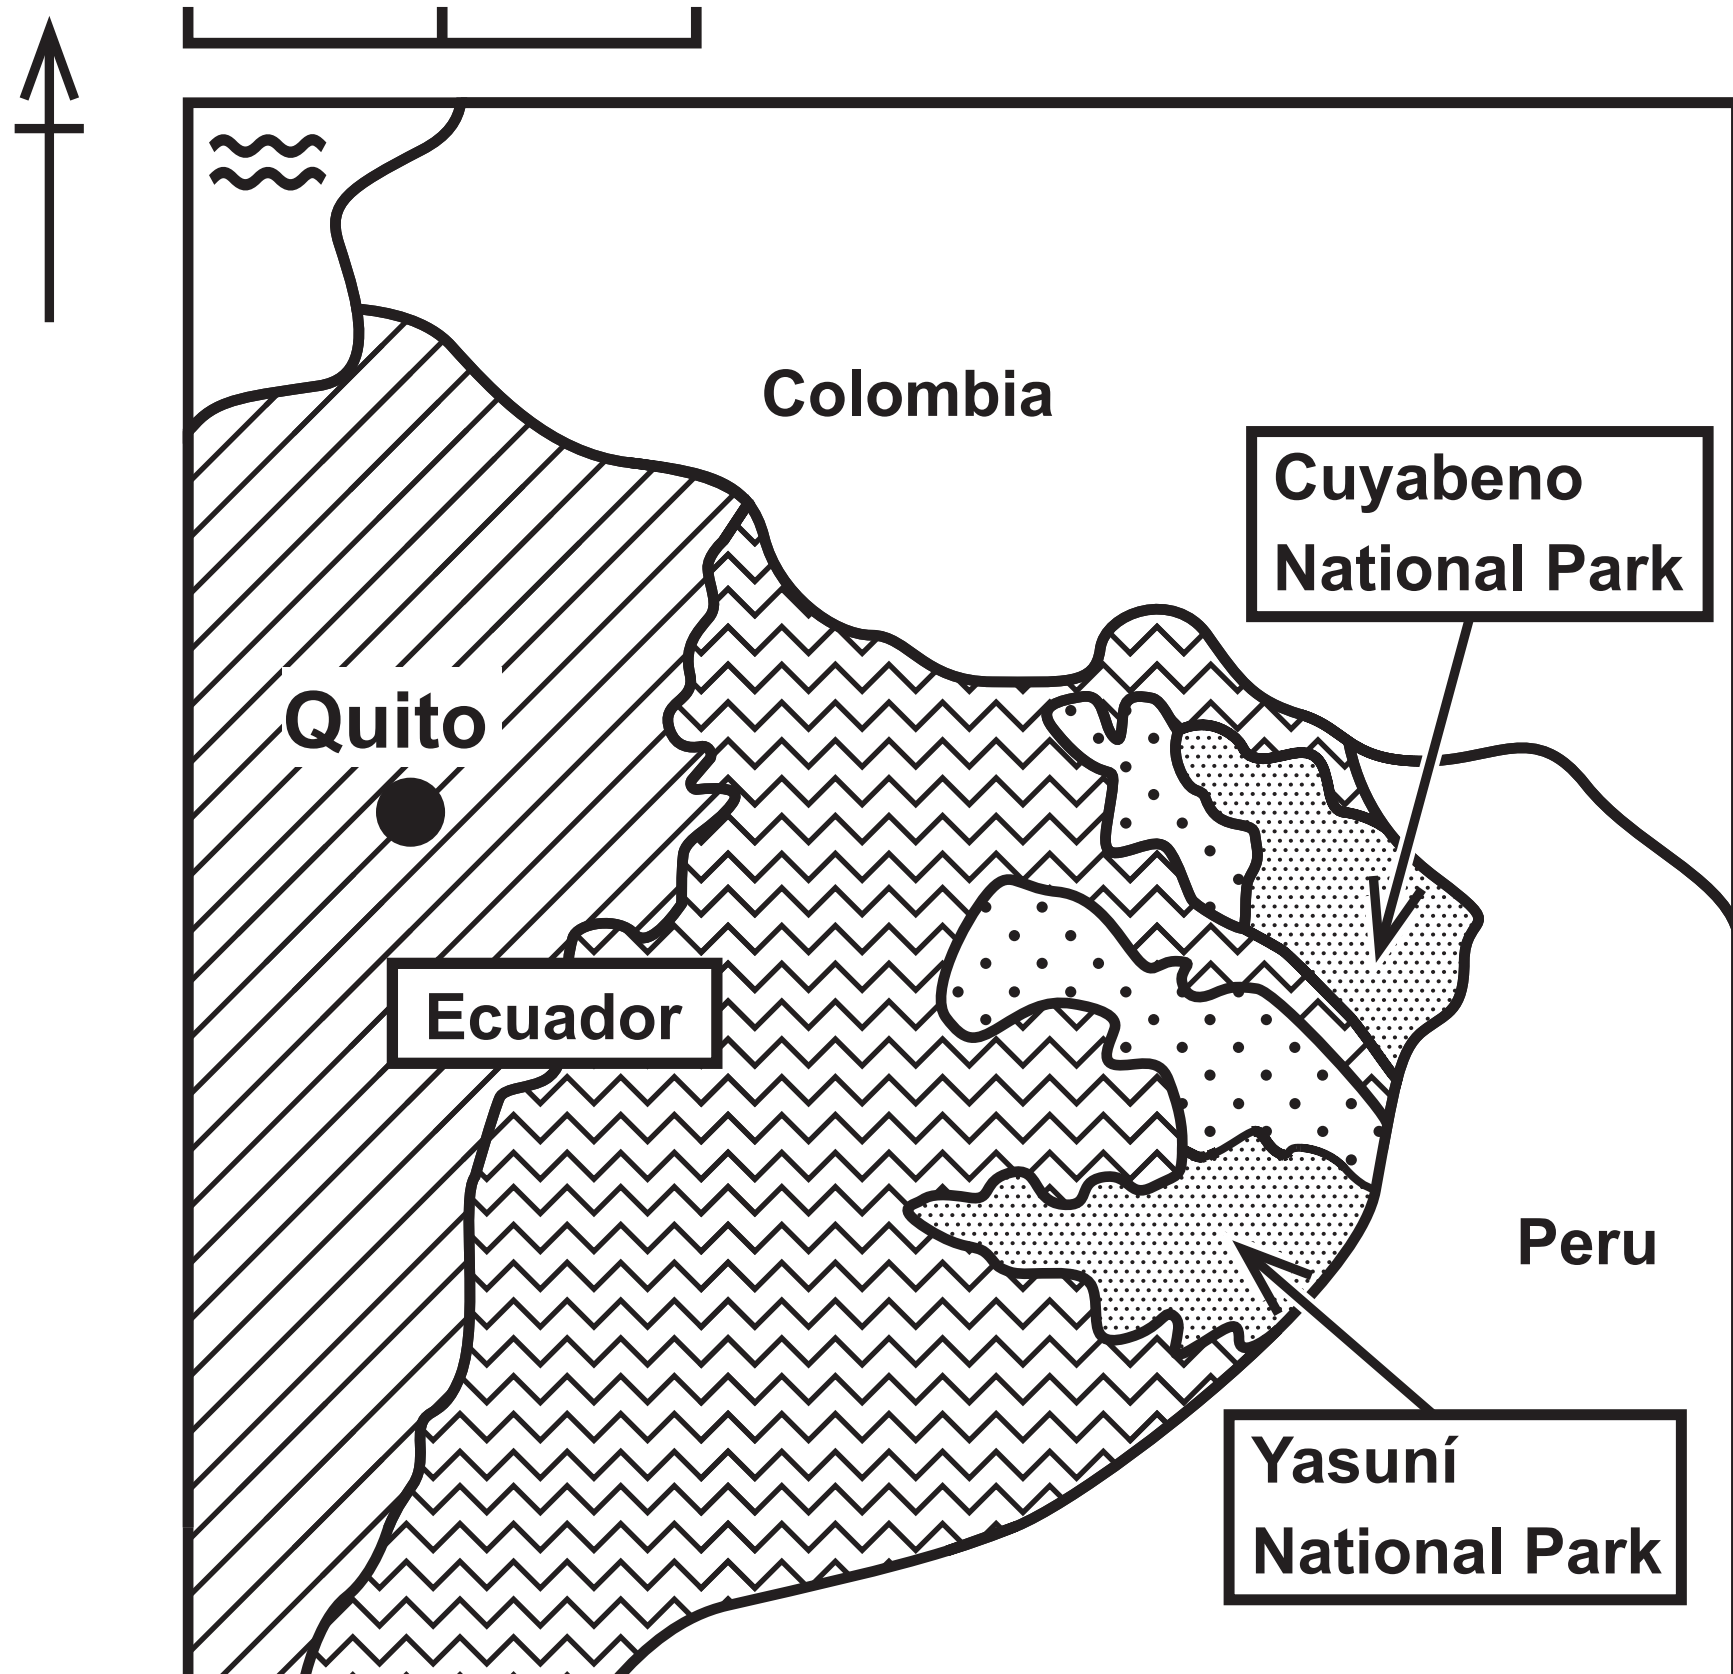 Colombia
Cuyabeno
National Park
Quito
Ecuador
Peru
Yasuní
National Park